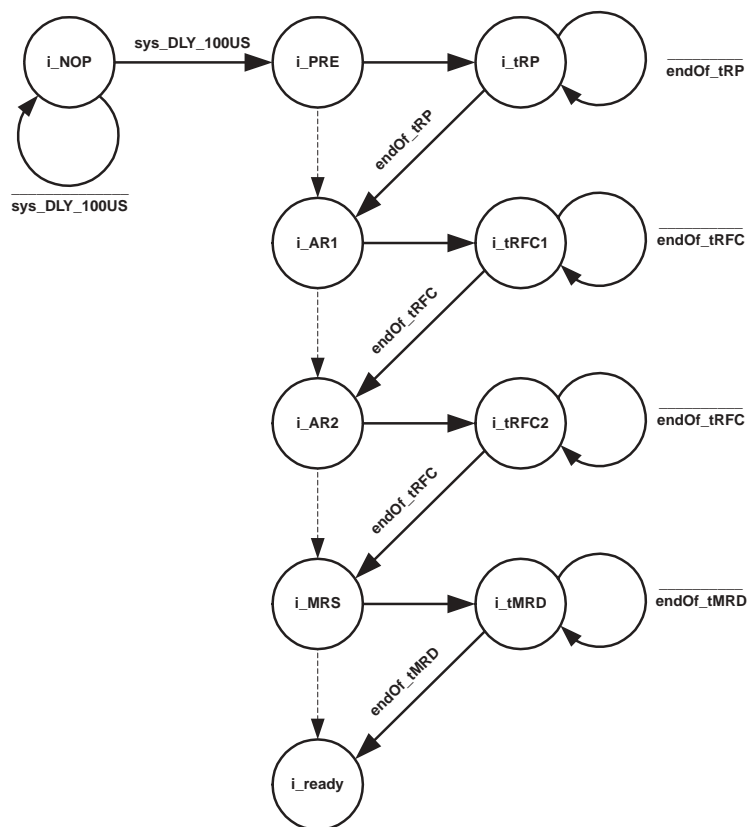 sys_DLY_100US
i_NOP
i_PRE
i_tRP
endOf_tRP
endOf_tRP
sys_DLY_100US
i_AR1
i_tRFC1
endOf_tRFC
endOf_tRFC
i_AR2
i_tRFC2
endOf_tRFC
endOf_tRFC
i_MRS
i_tMRD
endOf_tMRD
endOf_tMRD
i_ready